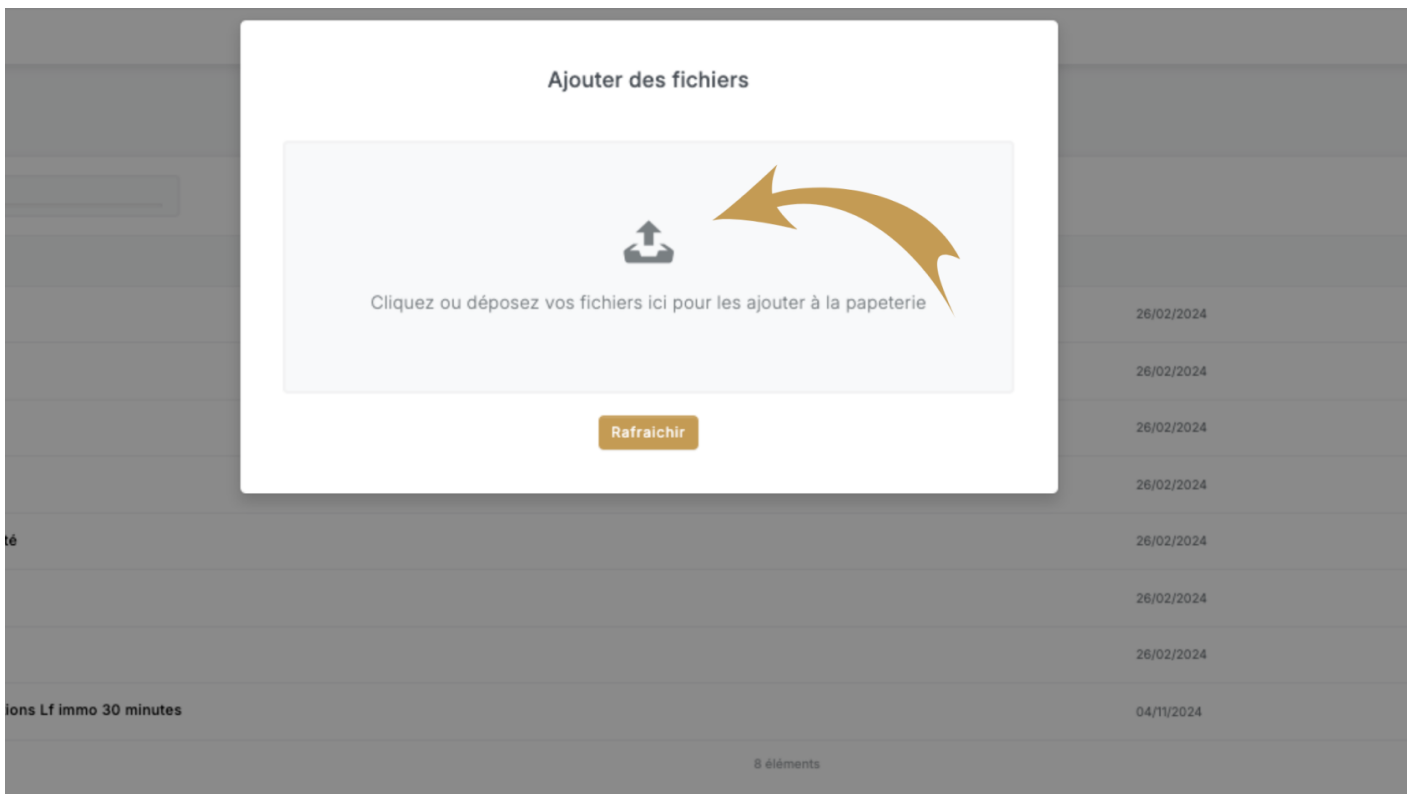 Ajouter des fichiers
Cliquez ou déposez vos fichiers ici pour les ajouter à la papeterie
Rafraichir
26/02/2024
26/02/2024
26/02/2024
26/02/2024
té 26/02/2024
26/02/2024
26/02/2024
ions Lf immo 30 minutes 04/11/2024
8 éléments